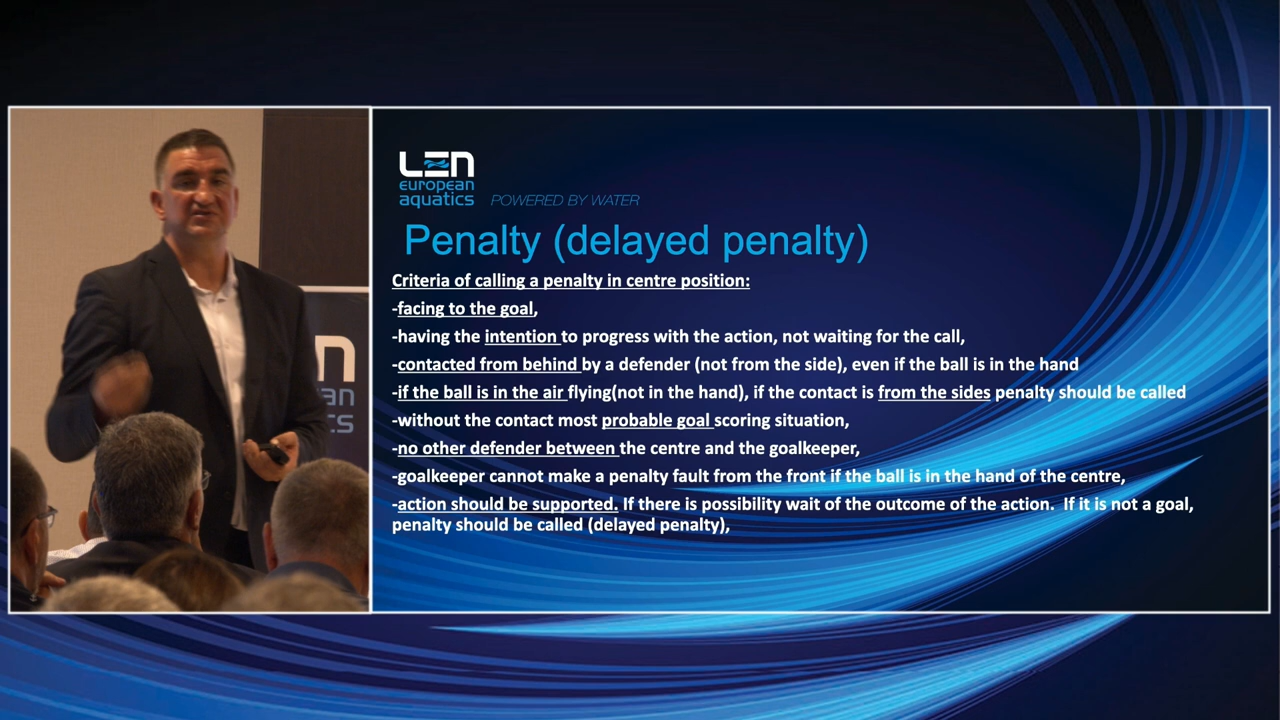 LEN
european
aquatics POWERED BY WATER
Penalty (delayed penalty)
Criteria of calling a penalty in centre position:
-facing to the goal,
-having the intention to progress with the action, not waiting for the call,
-contacted from behind by a defender (not from the side), even if the ball is in the hand
-if the ball is in the air flying(not in the hand), if the contact is from the sides penalty should be called
-without the contact most probable goal scoring situation,
-no other defender between the centre and the goalkeeper,
-goalkeeper cannot make a penalty fault from the front if the ball is in the hand of the centre,
-action should be supported. If there is possibility wait of the outcome of the action.  If it is not a goal,
penalty should be called (delayed penalty),